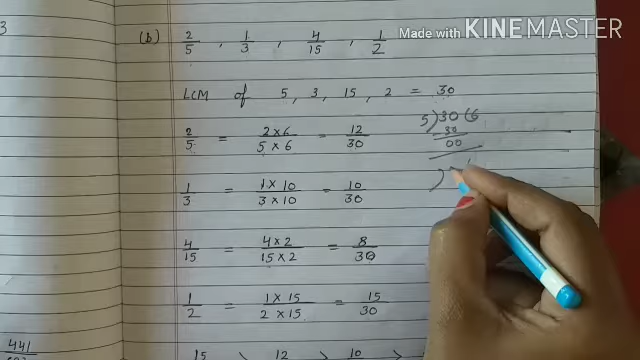 3
Made with KINEMASTER
(b) 2/5 , 1/3 , 4/15 , 1/2
LCM of 5, 3, 15, 2 = 30
2/5 = 2×6/5×6 = 12/30
5)30(6
30
00
1/3 = 1×10/3×10 = 10/30
4/15 = 4×2/15×2 = 8/30
1/2 = 1×15/2×15 = 15/30
441
15 > 12 > 10 >